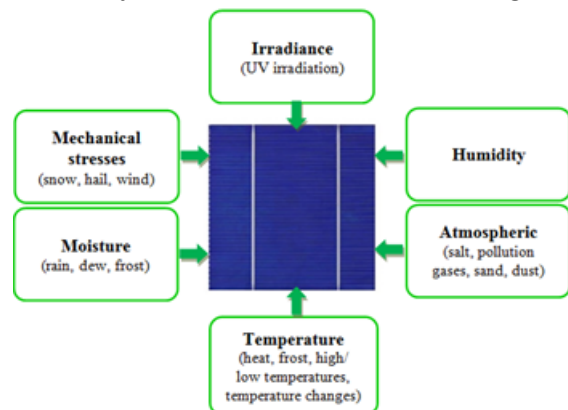 Irradiance
(UV irradiation)
Mechanical
stresses
(snow, hail, wind)
Humidity
Moisture
(rain, dew, frost)
Atmospheric
(salt, pollution
gases, sand, dust)
Temperature
(heat, frost, high/
low temperatures,
temperature changes)